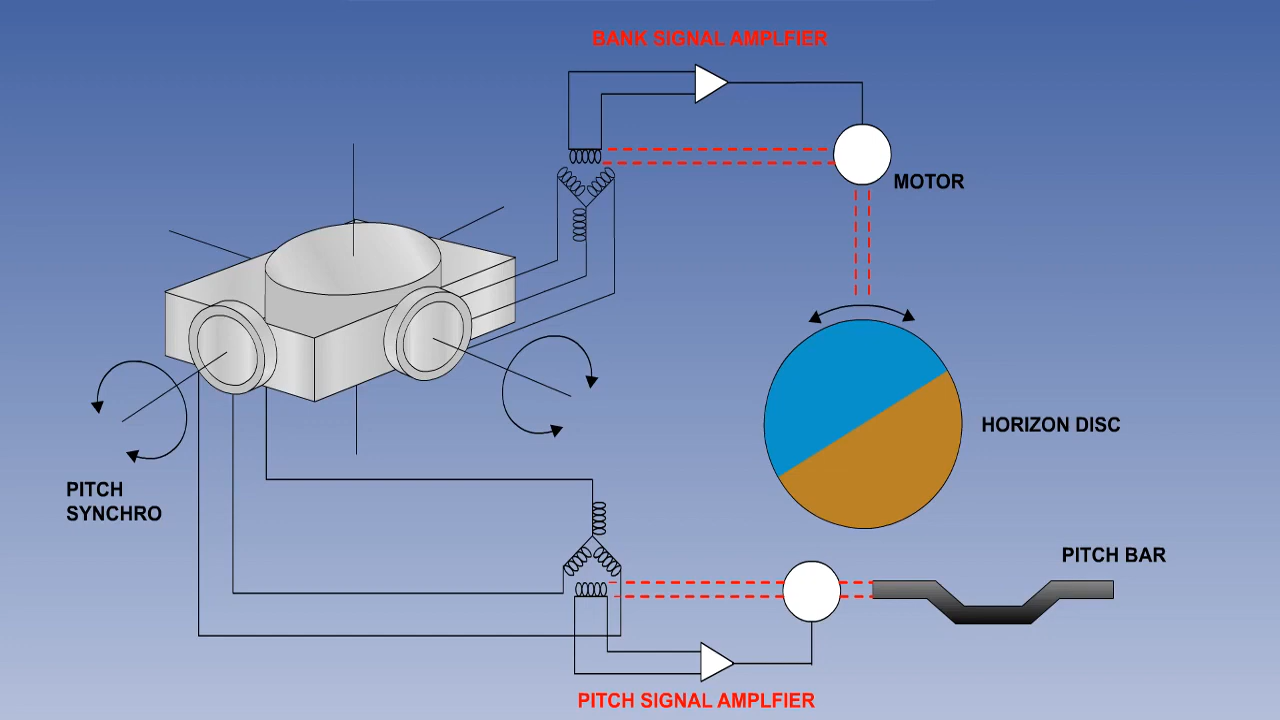 BANK SIGNAL AMPLFIER
MOTOR
HORIZON DISC
PITCH
SYNCHRO
PITCH BAR
PITCH SIGNAL AMPLFIER